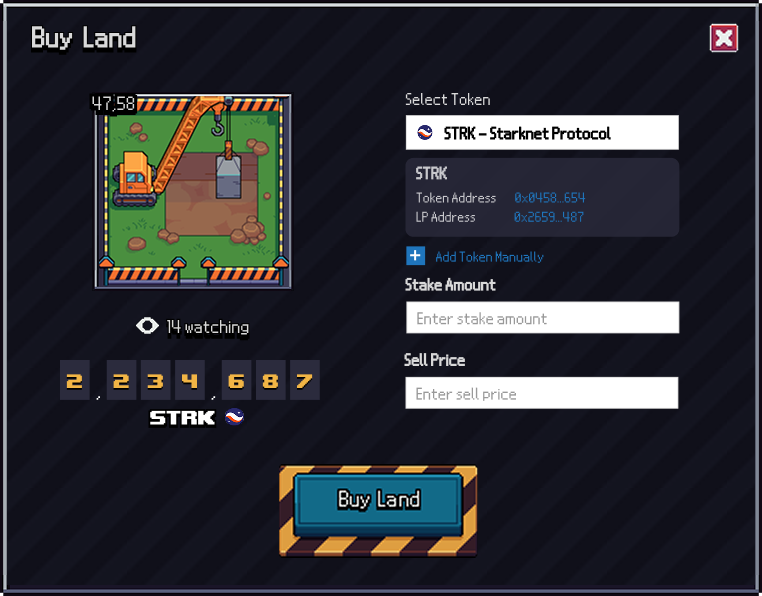 Buy Land
47,58
14 watching
2,234,687
STRK
Select Token
STRK – Starknet Protocol
STRK
Token Address 0x0458...654
LP Address 0x2659...487
Add Token Manually
Stake Amount
Enter stake amount
Sell Price
Enter sell price
Buy Land